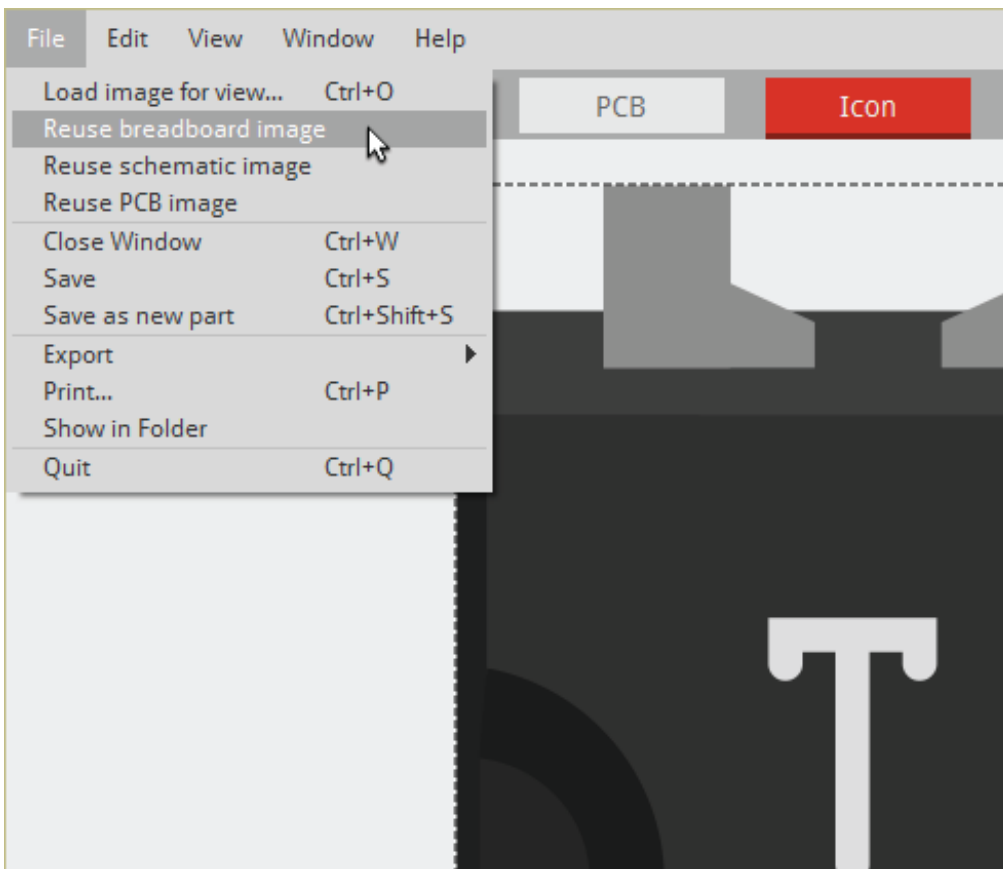 File Edit View Window Help
PCB Icon
Load image for view... Ctrl+O
Reuse breadboard image
Reuse schematic image
Reuse PCB image
Close Window Ctrl+W
Save Ctrl+S
Save as new part Ctrl+Shift+S
Export
Print... Ctrl+P
Show in Folder
Quit Ctrl+Q
T